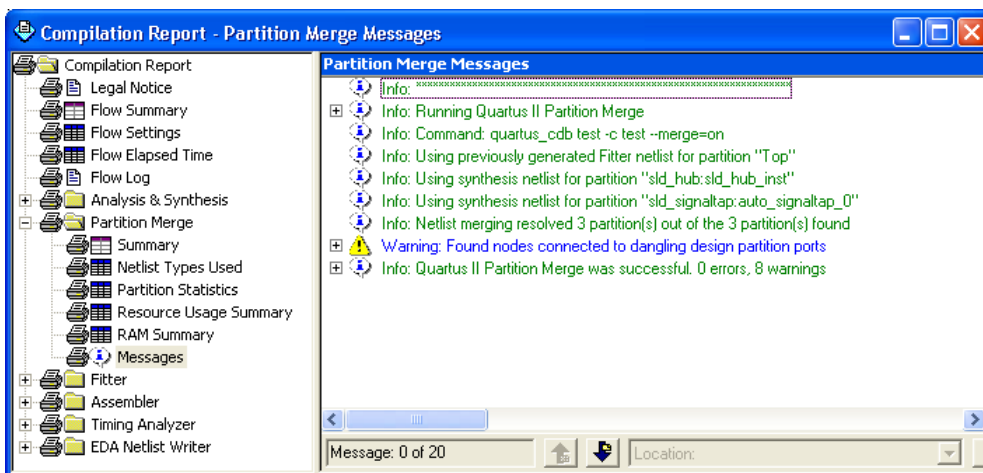 Compilation Report - Partition Merge Messages
Compilation Report
Legal Notice
Flow Summary
Flow Settings
Flow Elapsed Time
Flow Log
Analysis & Synthesis
Partition Merge
Summary
Netlist Types Used
Partition Statistics
Resource Usage Summary
RAM Summary
Messages
Fitter
Assembler
Timing Analyzer
EDA Netlist Writer
Partition Merge Messages
Info: *******************************************************************
Info: Running Quartus II Partition Merge
Info: Command: quartus_cdb test -c test --merge=on
Info: Using previously generated Fitter netlist for partition "Top"
Info: Using synthesis netlist for partition "sld_hub:sld_hub_inst"
Info: Using synthesis netlist for partition "sld_signaltap:auto_signaltap_0"
Info: Netlist merging resolved 3 partition(s) out of the 3 partition(s) found
Warning: Found nodes connected to dangling design partition ports
Info: Quartus II Partition Merge was successful. 0 errors, 8 warnings
Message: 0 of 20
Location: